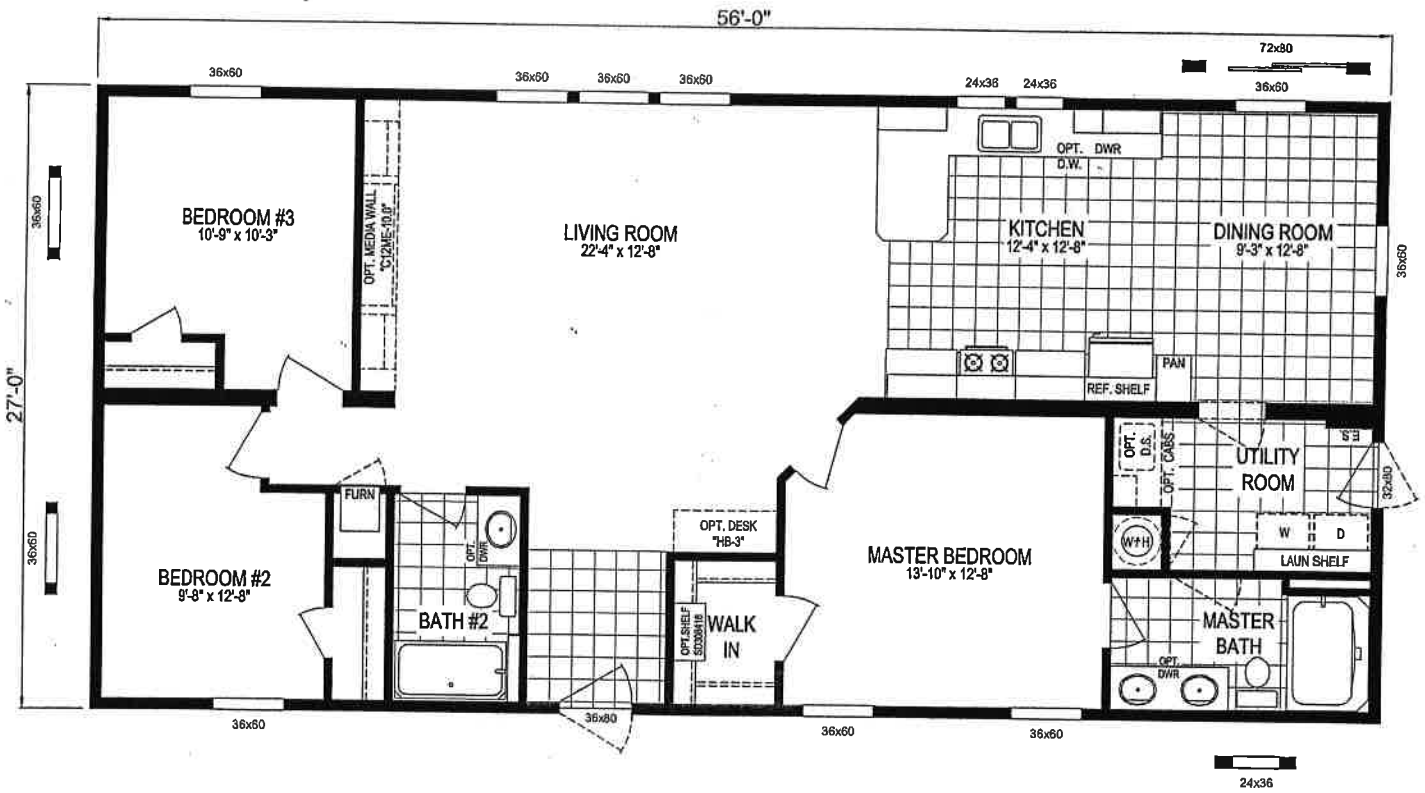 56'-0"
72x80
36x60
36x60
36x60
36x60
24x36
24x36
36x60
36x60
BEDROOM #3
10'-9" x 10'-3"
OPT. MEDIA WALL
"C12ME-10.0"
LIVING ROOM
22'-4" x 12'-8"
OPT. DWR
D.W.
KITCHEN
12'-4" x 12'-8"
DINING ROOM
9'-3" x 12'-8"
36x60
27'-0"
REF. SHELF
PAN
36x60
FURN
BEDROOM #2
9'-8" x 12'-8"
OPT.
DWR
BATH #2
OPT. DESK
"HB-3"
OPT.SHELF
WALK
IN
MASTER BEDROOM
13'-10" x 12'-8"
OPT.
D.S.
OPT. CABS
UTILITY
ROOM
32x80
W
D
LAUN SHELF
MASTER
BATH
OPT.
DWR
36x60
36x80
36x60
36x60
24x36